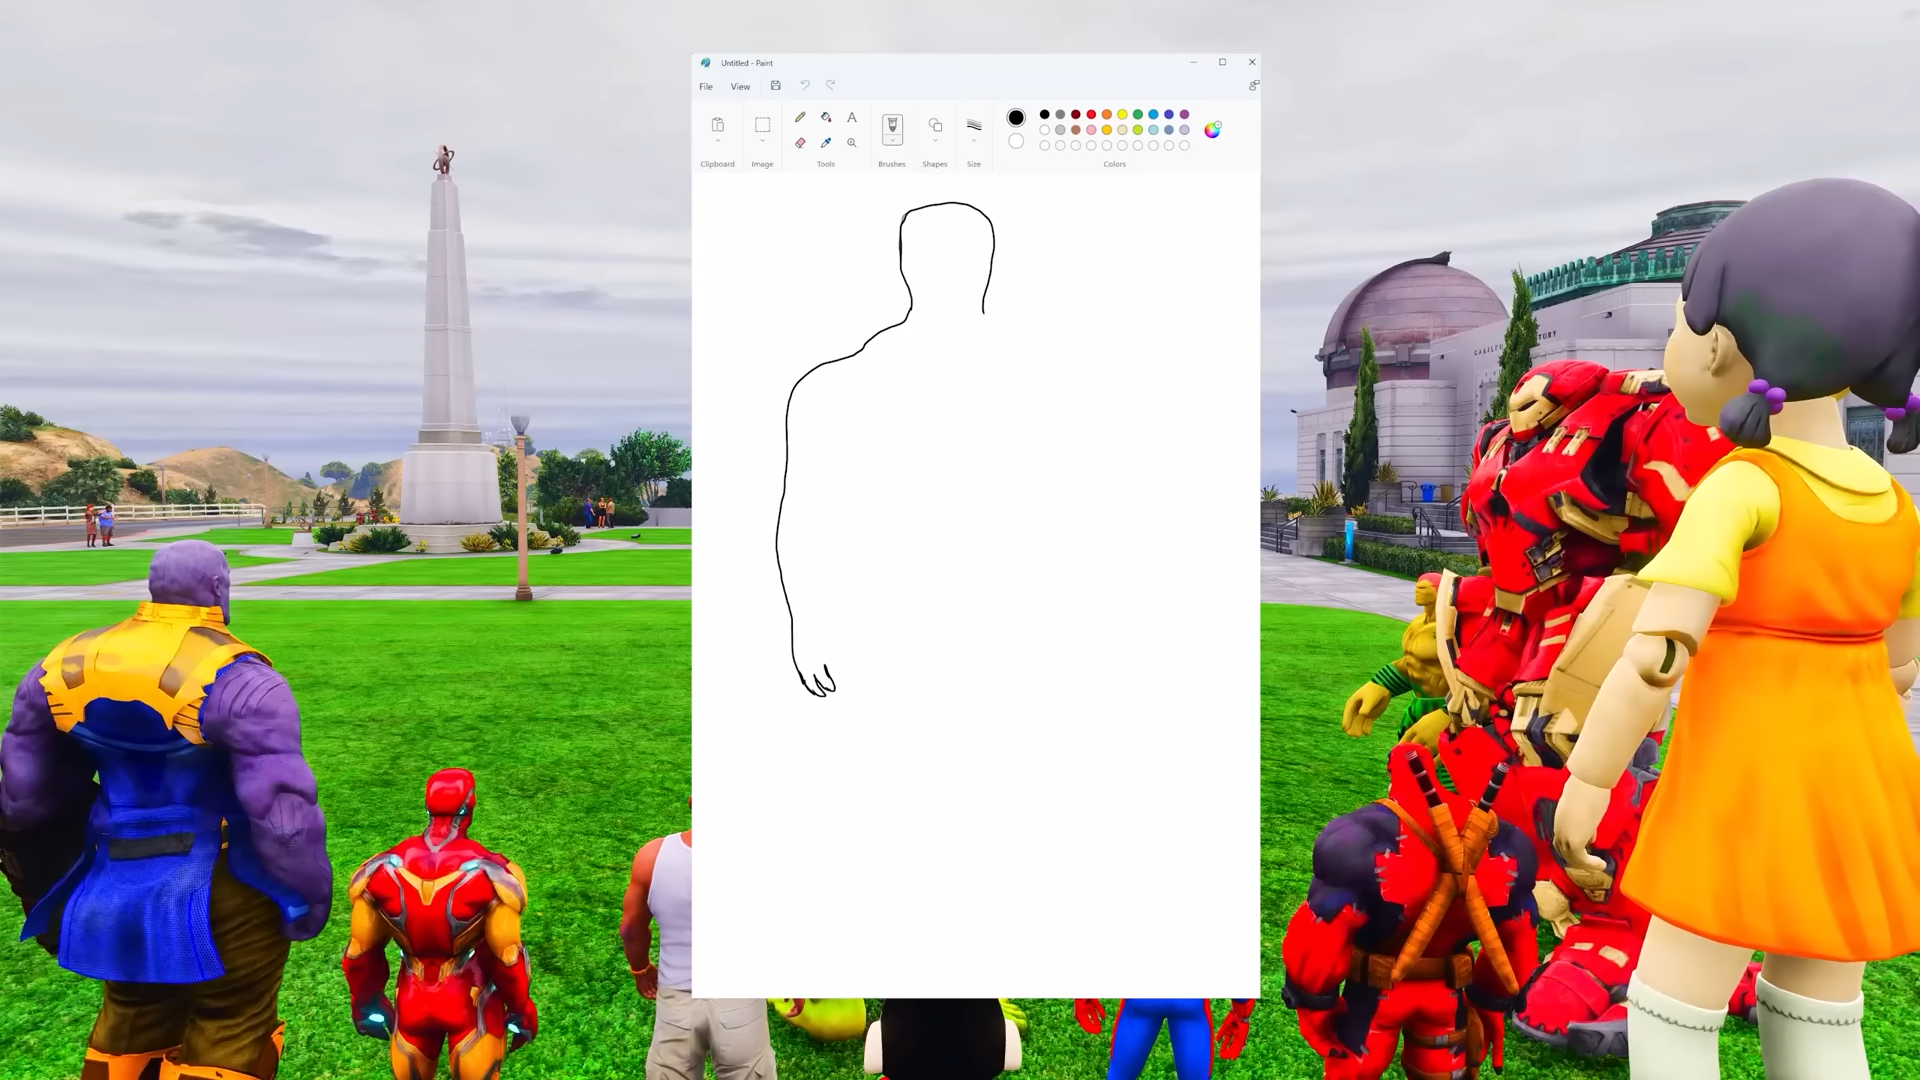 Untitled - Paint
File View
A
Clipboard Image Tools Brushes Shapes Size Colors